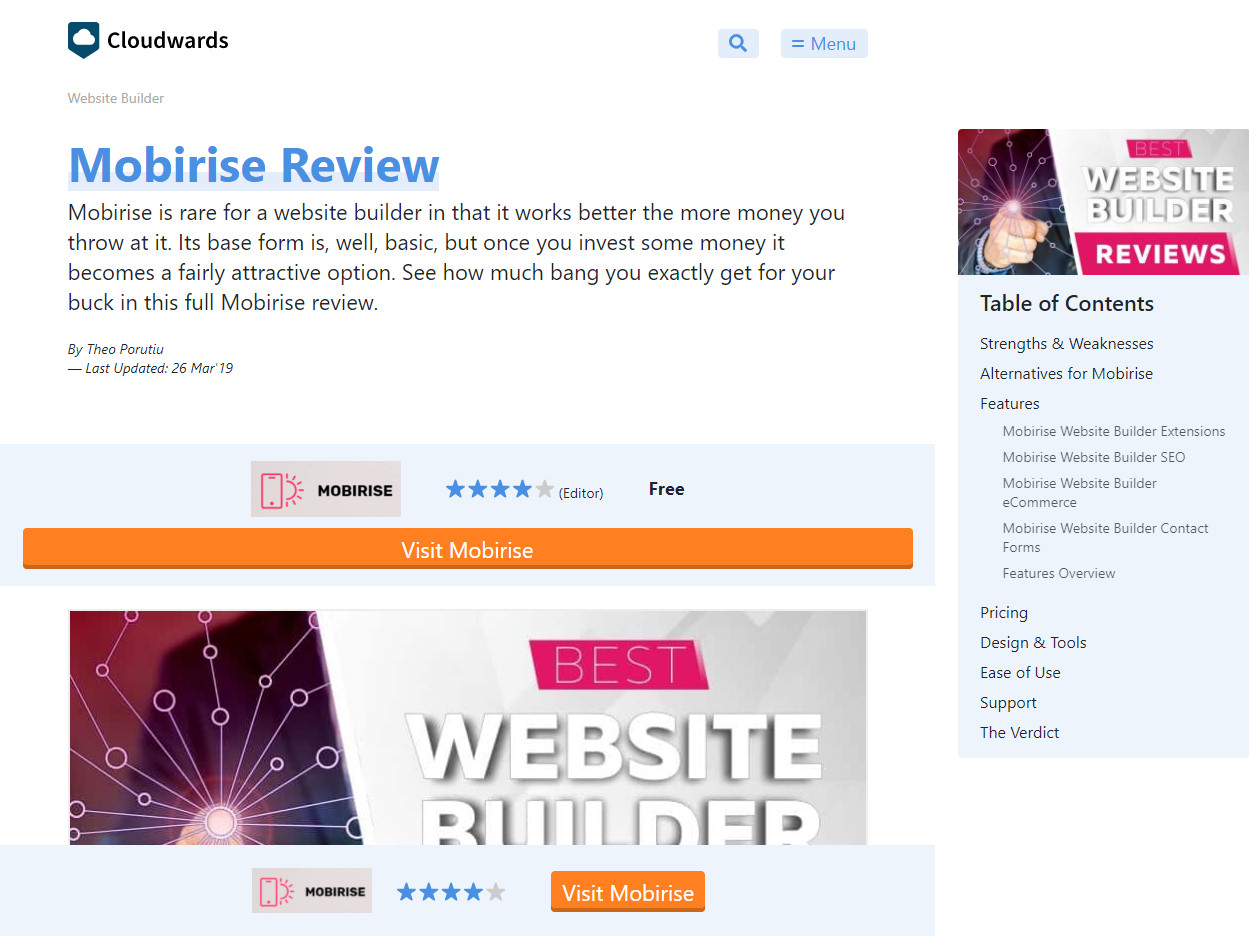 Cloudwards
Menu
Website Builder
Mobirise Review
Mobirise is rare for a website builder in that it works better the more money you
throw at it. Its base form is, well, basic, but once you invest some money it
becomes a fairly attractive option. See how much bang you exactly get for your
buck in this full Mobirise review.
By Theo Porutiu
— Last Updated: 26 Mar'19
MOBIRISE
(Editor)
Free
Visit Mobirise
BEST
WEBSITE
BUILDER
MOBIRISE
Visit Mobirise
BEST
WEBSITE
BUILDER
REVIEWS
Table of Contents
Strengths & Weaknesses
Alternatives for Mobirise
Features
Mobirise Website Builder Extensions
Mobirise Website Builder SEO
Mobirise Website Builder
eCommerce
Mobirise Website Builder Contact
Forms
Features Overview
Pricing
Design & Tools
Ease of Use
Support
The Verdict